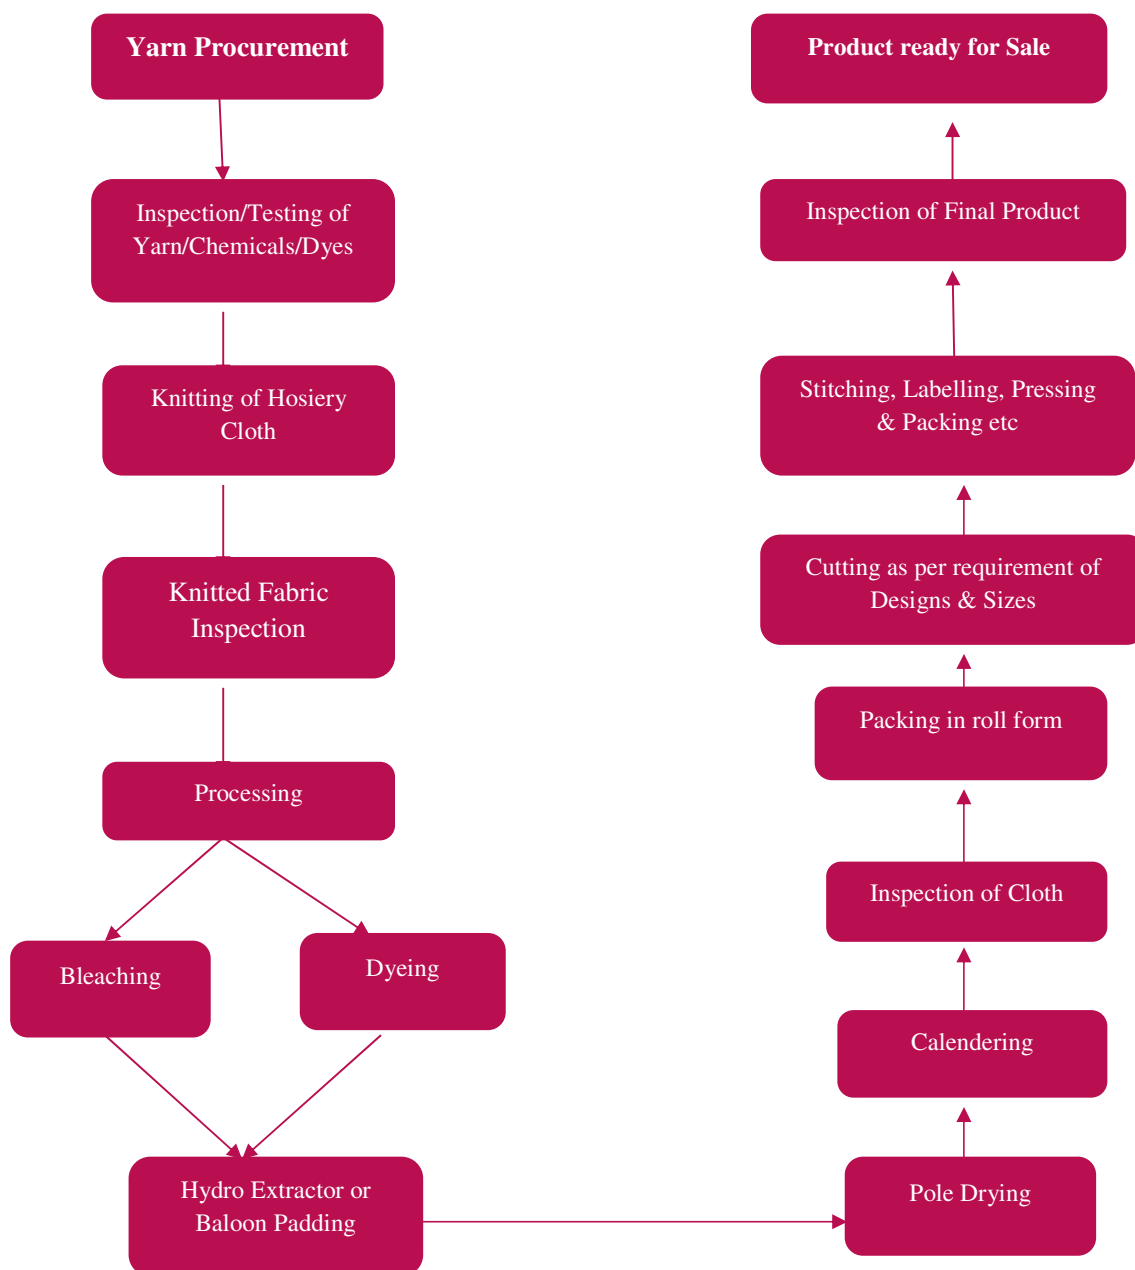 Yarn Procurement
Inspection/Testing of
Yarn/Chemicals/Dyes
Knitting of Hosiery
Cloth
Knitted Fabric
Inspection
Processing
Bleaching
Dyeing
Hydro Extractor or
Baloon Padding
Pole Drying
Calendering
Inspection of Cloth
Packing in roll form
Cutting as per requirement of
Designs & Sizes
Stitching, Labelling, Pressing
& Packing etc
Inspection of Final Product
Product ready for Sale